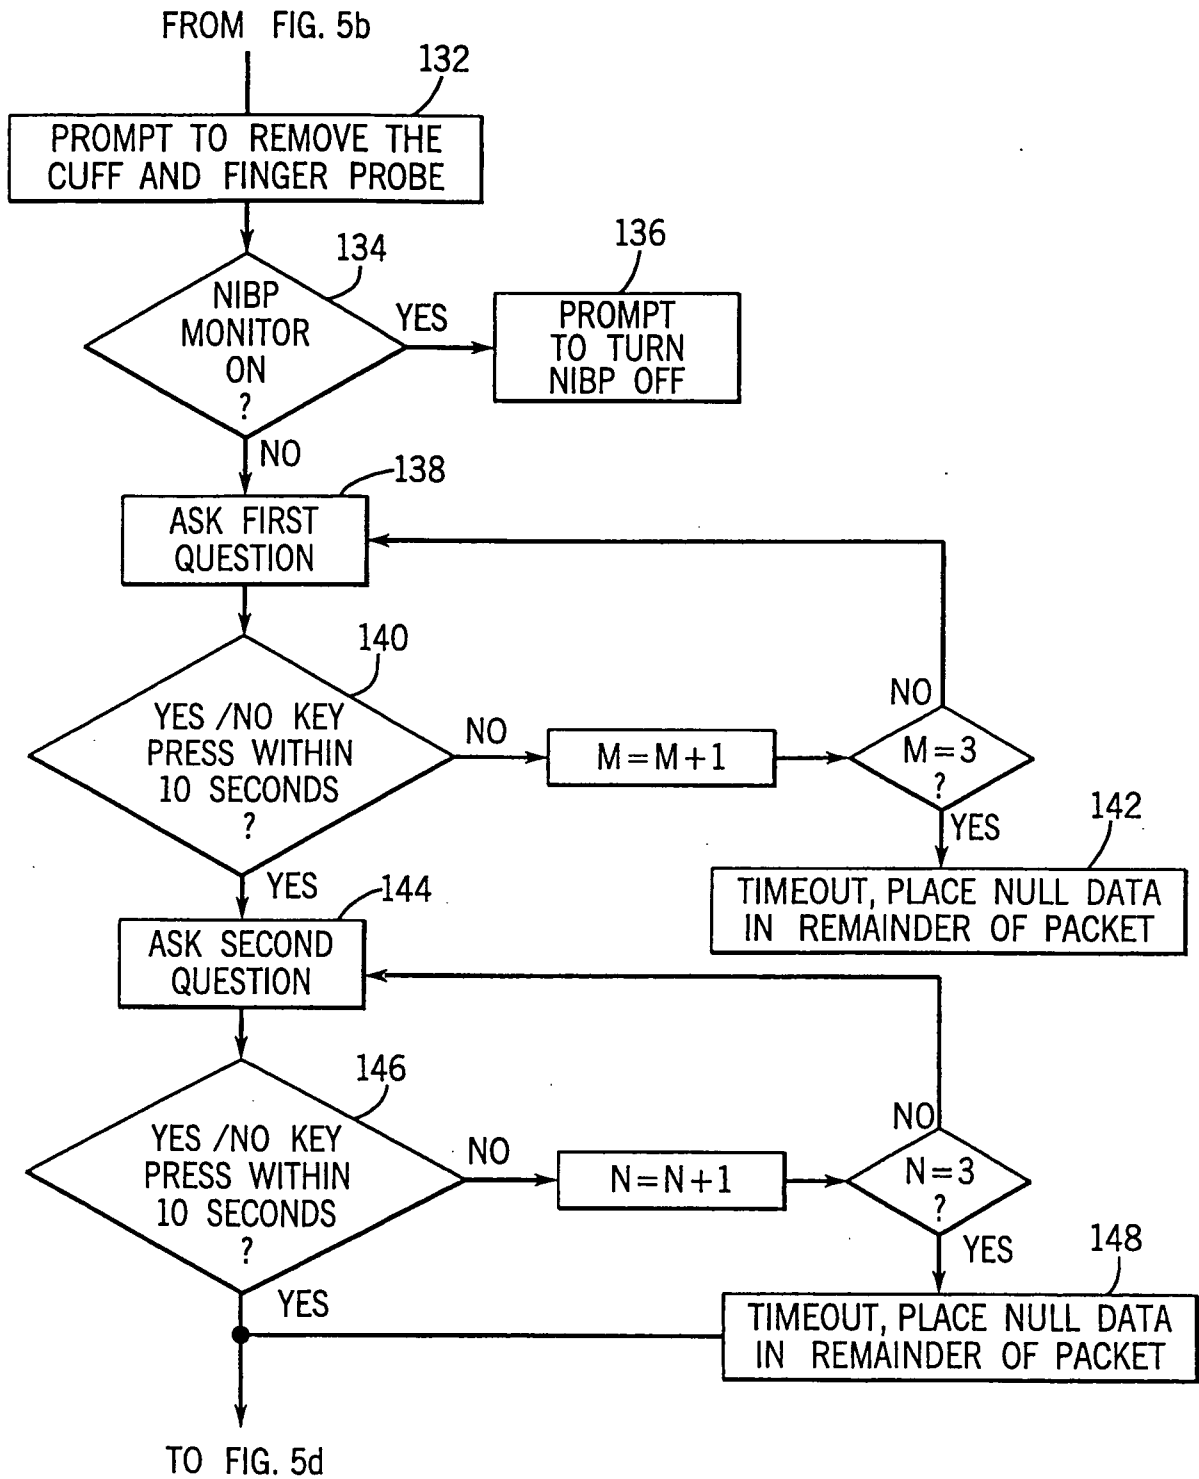 FROM FIG. 5b
132
PROMPT TO REMOVE THE
CUFF AND FINGER PROBE
134
NIBP
MONITOR
ON
?
YES
136
PROMPT
TO TURN
NIBP OFF
NO
138
ASK FIRST
QUESTION
140
YES /NO KEY
PRESS WITHIN
10 SECONDS
?
NO
M=M+1
NO
M=3
?
YES
142
TIMEOUT, PLACE NULL DATA
IN REMAINDER OF PACKET
YES
144
ASK SECOND
QUESTION
146
YES /NO KEY
PRESS WITHIN
10 SECONDS
?
NO
N=N+1
NO
N=3
?
YES
148
TIMEOUT, PLACE NULL DATA
IN REMAINDER OF PACKET
YES
TO FIG. 5d